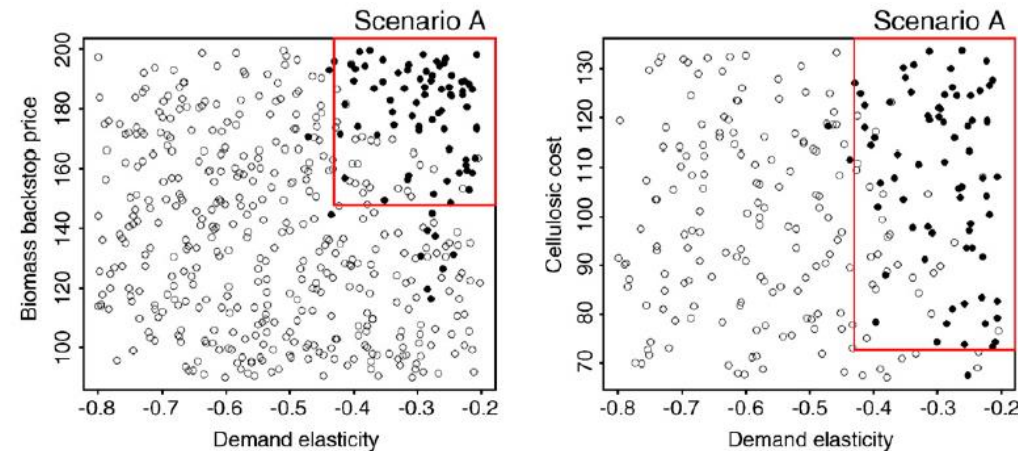 Scenario A
Biomass backstop price
200
180
160
140
120
100
-0.8 -0.7 -0.6 -0.5 -0.4 -0.3 -0.2
Demand elasticity
Scenario A
Cellulosic cost
130
120
110
100
90
80
70
-0.8 -0.7 -0.6 -0.5 -0.4 -0.3 -0.2
Demand elasticity